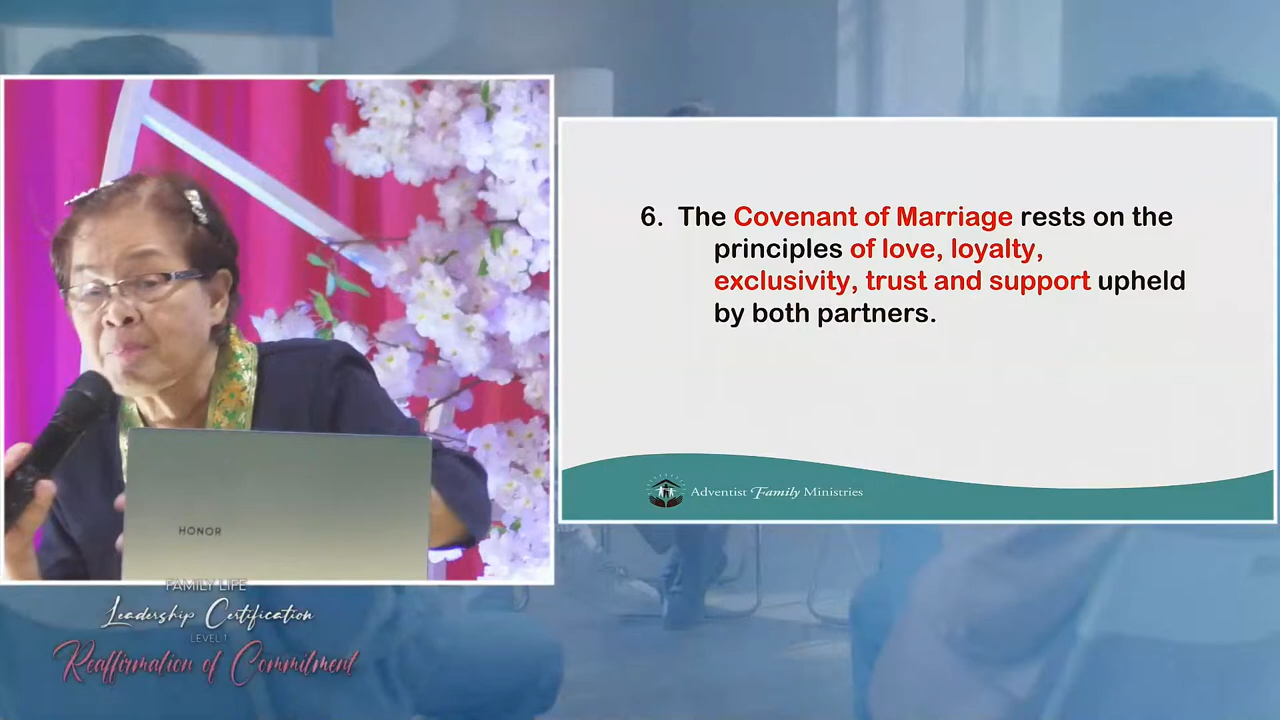 6. The Covenant of Marriage rests on the
principles of love, loyalty,
exclusivity, trust and support upheld
by both partners.
Adventist Family Ministries
HONOR
FAMILY LIFE
Leadership Certification
LEVEL 1
Reaffirmation of Commitment